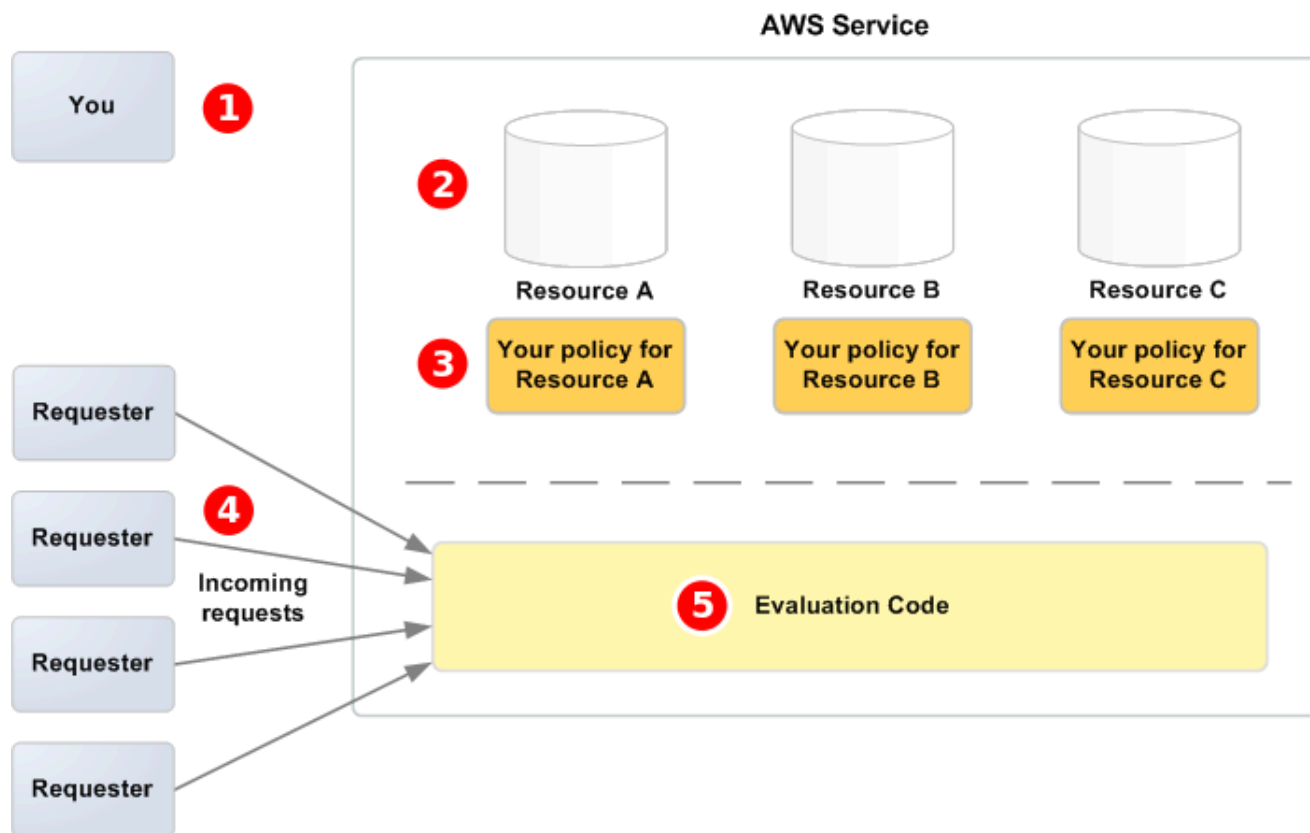 AWS Service
You
1
2
Resource A
Resource B
Resource C
3
Your policy for
Resource A
Your policy for
Resource B
Your policy for
Resource C
Requester
4
Requester
Incoming
requests
5
Evaluation Code
Requester
Requester